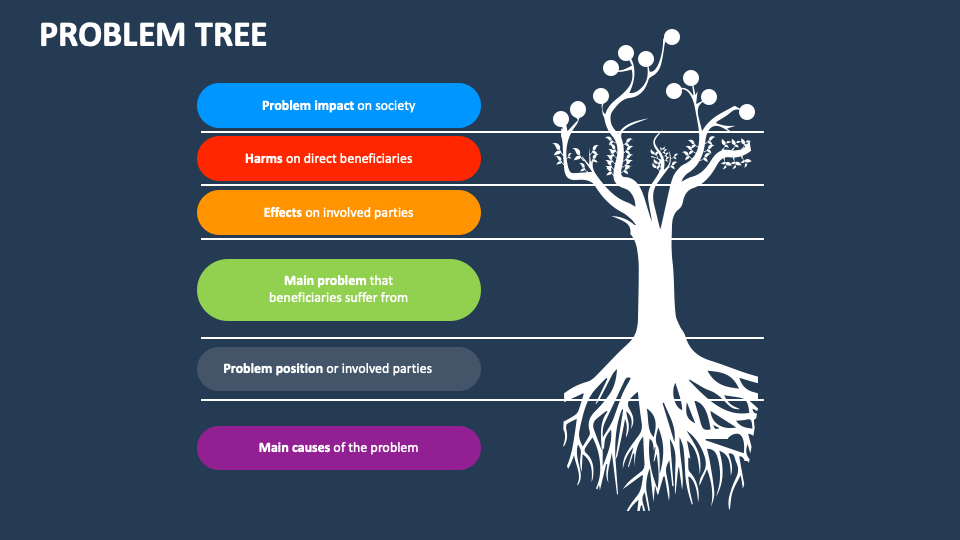 PROBLEM TREE
Problem impact on society
Harms on direct beneficiaries
Effects on involved parties
Main problem that
beneficiaries suffer from
Problem position or involved parties
Main causes of the problem